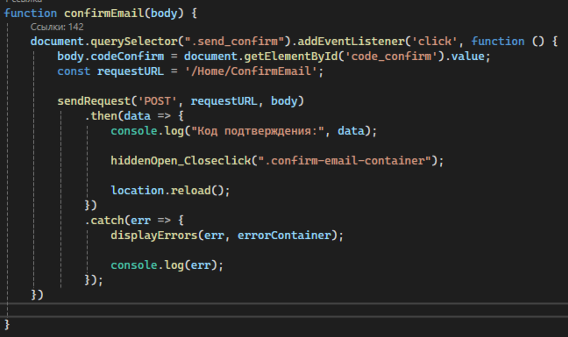 function confirmEmail(body) {
Ссылки: 142
document.querySelector(".send_confirm").addEventListener('click', function () {
body.codeConfirm = document.getElementById('code_confirm').value;
const requestURL = '/Home/ConfirmEmail';
sendRequest('POST', requestURL, body)
.then(data => {
console.log("Код подтверждения:", data);
hiddenOpen_Closeclick(".confirm-email-container");
location.reload();
})
.catch(err => {
displayErrors(err, errorContainer);
console.log(err);
});
})
}